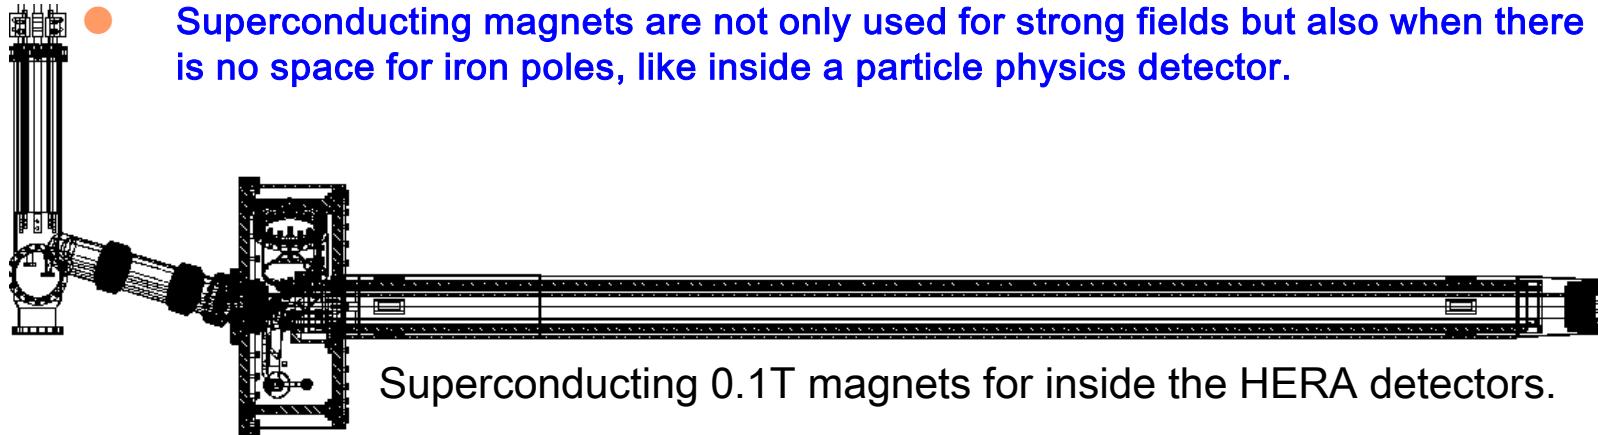 Superconducting magnets are not only used for strong fields but also when there
is no space for iron poles, like inside a particle physics detector.
Superconducting 0.1T magnets for inside the HERA detectors.